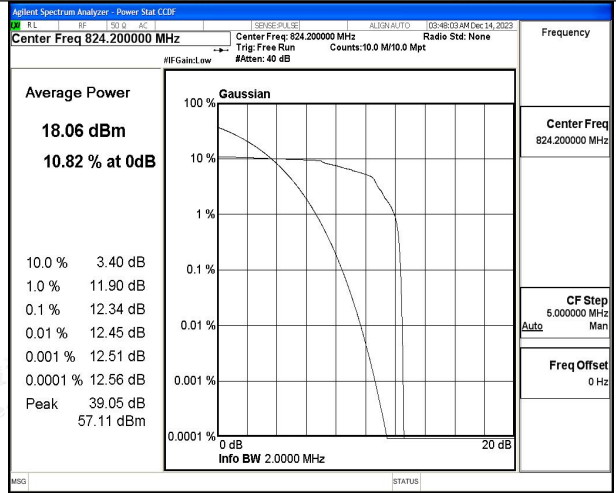 Agilent Spectrum Analyzer - Power Stat CCDF
RL RF 50 Ω AC SENSE:PULSE ALIGN AUTO 03:48:03 AM Dec 14, 2023
Center Freq 824.200000 MHz
Center Freq: 824.200000 MHz Radio Std: None
Trig: Free Run Counts:10.0 M/10.0 Mpt
#IFGain:Low #Atten: 40 dB
Frequency
Average Power
18.06 dBm
10.82 % at 0dB
10.0 % 3.40 dB
1.0 % 11.90 dB
0.1 % 12.34 dB
0.01 % 12.45 dB
0.001 % 12.51 dB
0.0001 % 12.56 dB
Peak 39.05 dB
57.11 dBm
Gaussian
100 %
10 %
1 %
0.1 %
0.01 %
0.001 %
0.0001 %
0 dB 20 dB
Info BW 2.0000 MHz
Center Freq
824.200000 MHz
CF Step
5.000000 MHz
Auto Man
Freq Offset
0 Hz
MSG STATUS